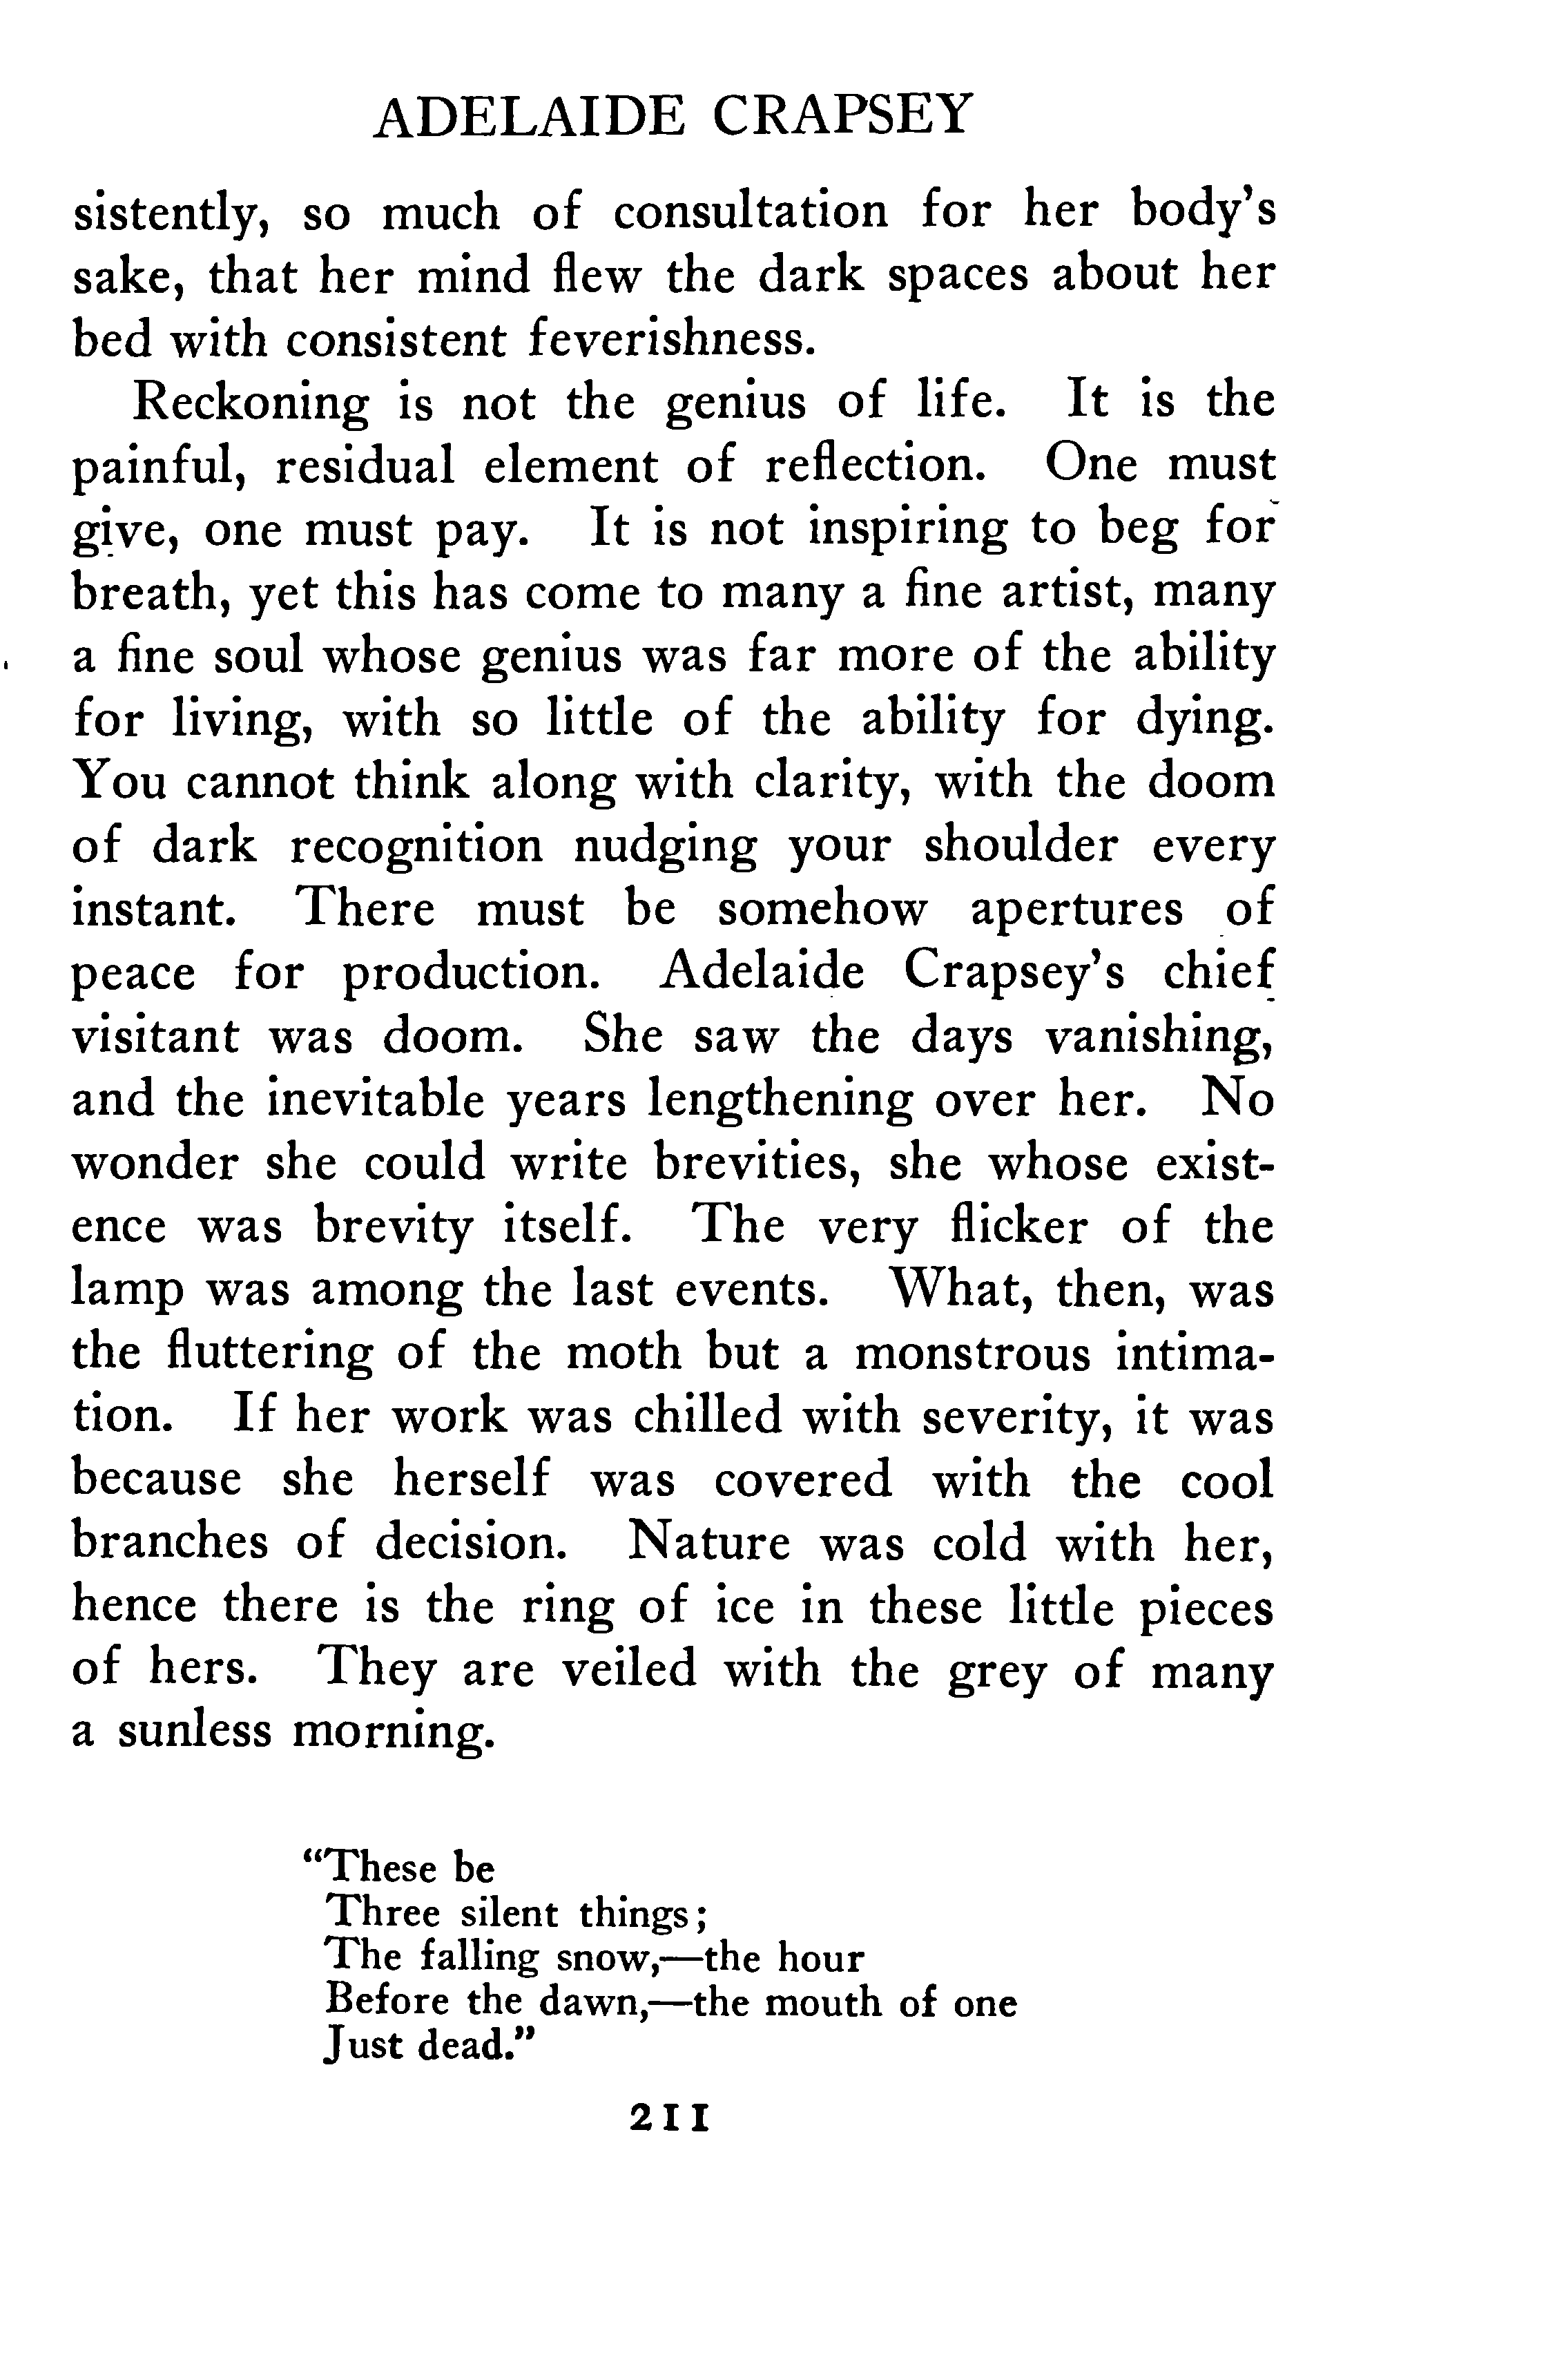 ADELAIDE CRAPSEY
sistently, so much of consultation for her body's
sake, that her mind flew the dark spaces about her
bed with consistent feverishness.
Reckoning is not the genius of life. It is the
painful, residual element of reflection. One must
give, one must pay. It is not inspiring to beg for
breath, yet this has come to many a fine artist, many
a fine soul whose genius was far more of the ability
for living, with so little of the ability for dying.
You cannot think along with clarity, with the doom
of dark recognition nudging your shoulder every
instant. There must be somehow apertures of
peace for production. Adelaide Crapsey's chief
visitant was doom. She saw the days vanishing,
and the inevitable years lengthening over her. No
wonder she could write brevities, she whose exist-
ence was brevity itself. The very flicker of the
lamp was among the last events. What, then, was
the fluttering of the moth but a monstrous intima-
tion. If her work was chilled with severity, it was
because she herself was covered with the cool
branches of decision. Nature was cold with her,
hence there is the ring of ice in these little pieces
of hers. They are veiled with the grey of many
a sunless morning.
"These be
Three silent things;
The falling snow,—the hour
Before the dawn,—the mouth of one
Just dead."
211